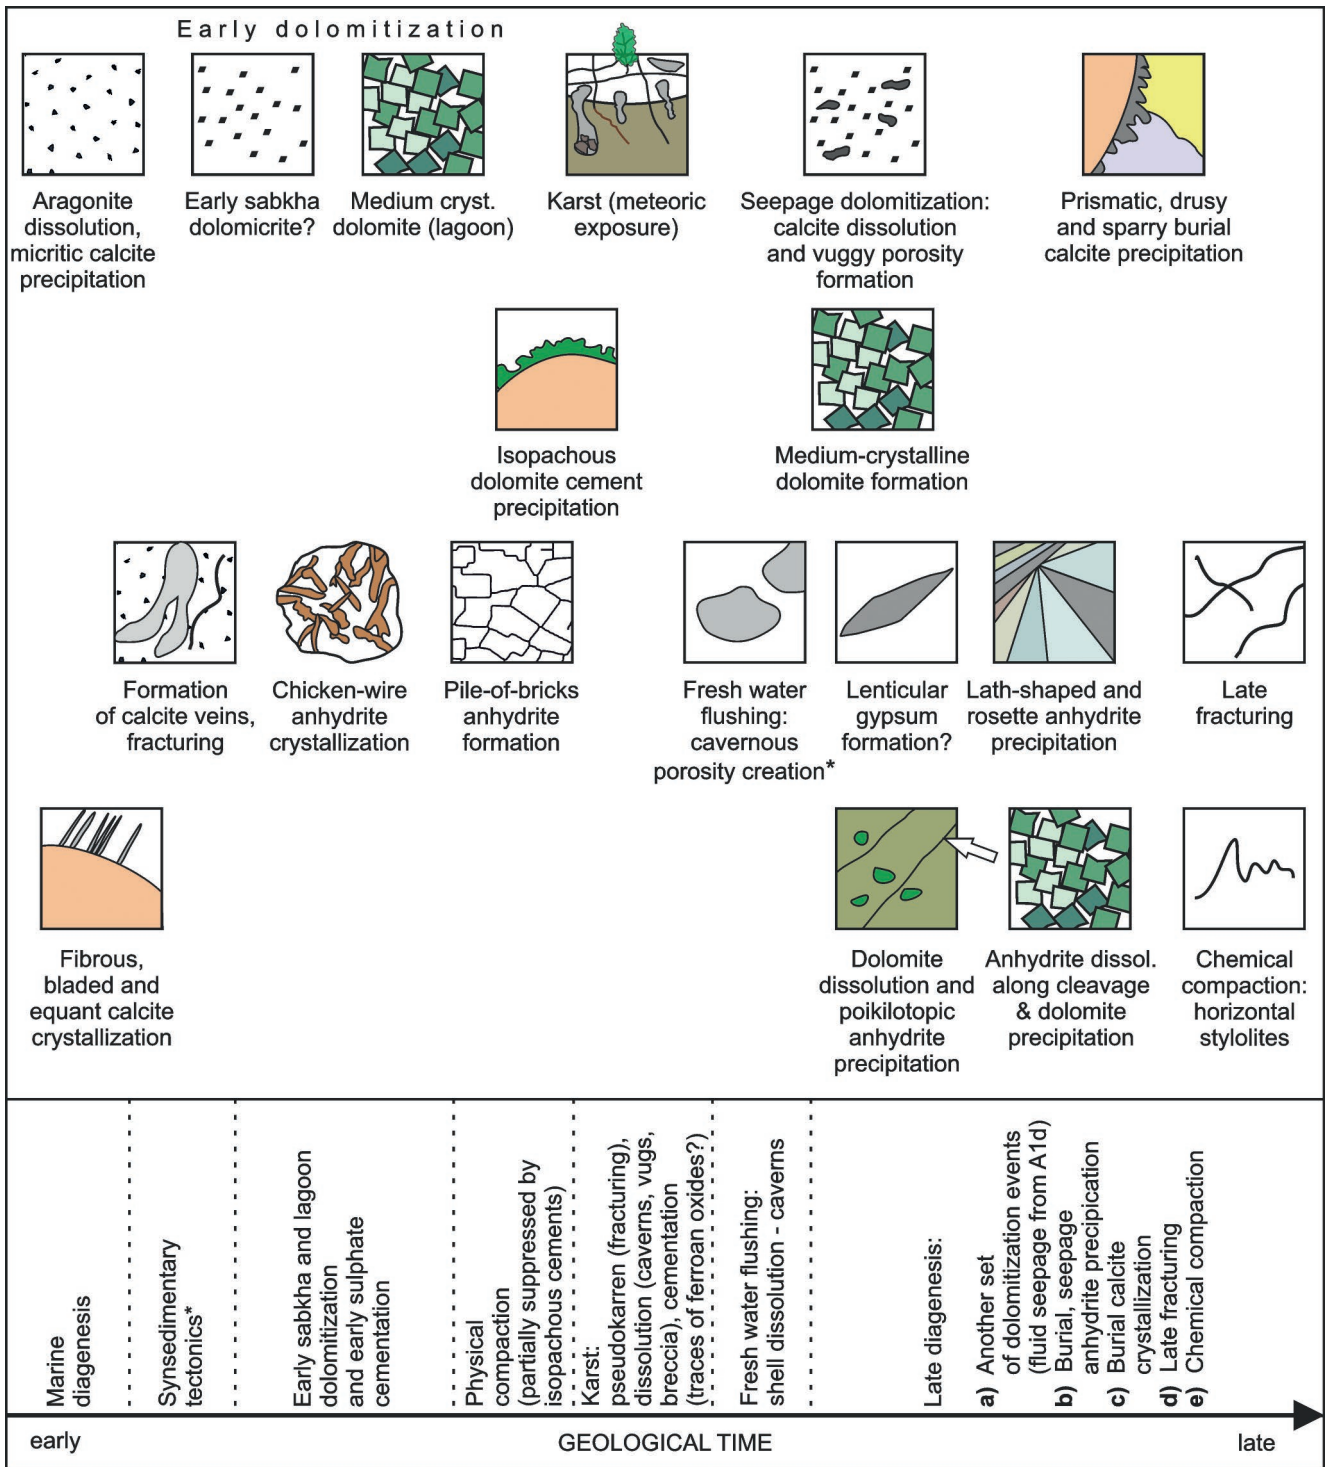 Early dolomitization
Aragonite
dissolution,
micritic calcite
precipitation
Early sabkha
dolomicrite?
Medium cryst.
dolomite (lagoon)
Karst (meteoric
exposure)
Seepage dolomitization:
calcite dissolution
and vuggy porosity
formation
Prismatic, drusy
and sparry burial
calcite precipitation
Isopachous
dolomite cement
precipitation
Medium-crystalline
dolomite formation
Formation
of calcite veins,
fracturing
Chicken-wire
anhydrite
crystallization
Pile-of-bricks
anhydrite
formation
Fresh water
flushing:
cavernous
porosity creation*
Lenticular
gypsum
formation?
Lath-shaped and
rosette anhydrite
precipitation
Late
fracturing
Fibrous,
bladed and
equant calcite
crystallization
Dolomite
dissolution and
poikilotopic
anhydrite
precipitation
Anhydrite dissol.
along cleavage
& dolomite
precipitation
Chemical
compaction:
horizontal
stylolites
Marine
diagenesis
Synsedimentary
tectonics*
Early sabkha and lagoon
dolomitization
and early sulphate
cementation
Physical
compaction
(partially suppressed by
isopachous cements)
Karst:
pseudokarren (fracturing),
dissolution (caverns, vugs,
breccia), cementation
(traces of ferroan oxides?)
Fresh water flushing:
shell dissolution - caverns
Late diagenesis:
a) Another set
of dolomitization events
(fluid seepage from A1d)
b) Burial, seepage
anhydrite precipication
c) Burial calcite
crystallization
d) Late fracturing
e) Chemical compaction
early
GEOLOGICAL TIME
late